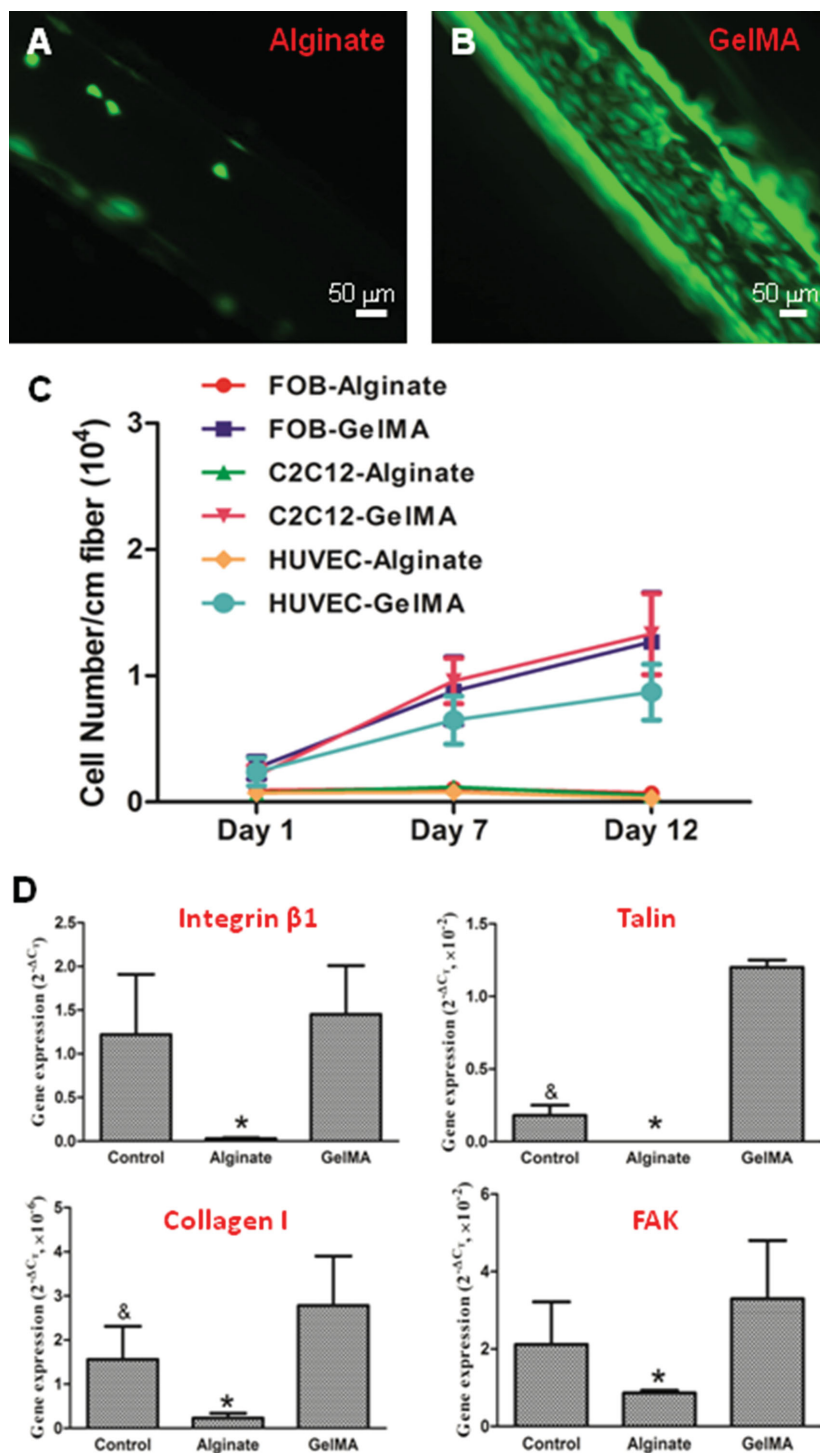 A Alginate
50 μm
B GelMA
50 μm
C
FOB-Alginate
FOB-GelMA
C2C12-Alginate
C2C12-GelMA
HUVEC-Alginate
HUVEC-GelMA
Cell Number/cm fiber (10⁴)
3
2
1
0
Day 1 Day 7 Day 12
D
Integrin β1
Gene expression (2^-ΔCT)
2.5
2.0
1.5
1.0
0.5
0.0
*
Control Alginate GelMA
Talin
Gene expression (2^-ΔCT, ×10⁻²)
1.5
1.2
0.6
0.0
&
*
Control Alginate GelMA
Collagen I
Gene expression (2^-ΔCT, ×10⁻⁶)
5
4
3
2
1
0
&
*
Control Alginate GelMA
FAK
Gene expression (2^-ΔCT, ×10⁻²)
6
4
2
0
*
Control Alginate GelMA